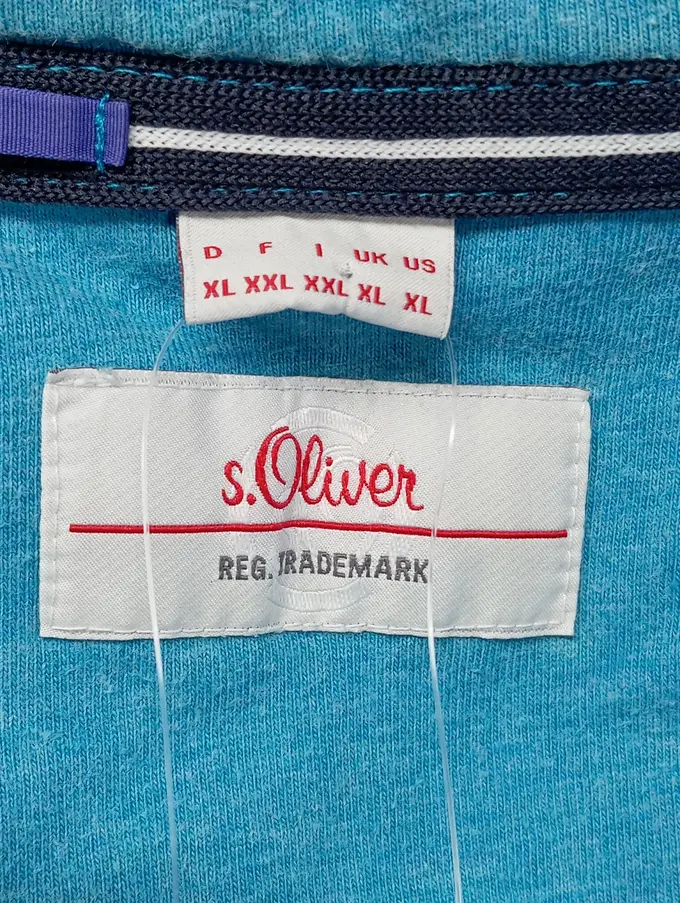 D F I UK US
XL XXL XXL XL XL
s.Oliver
REG. TRADEMARK